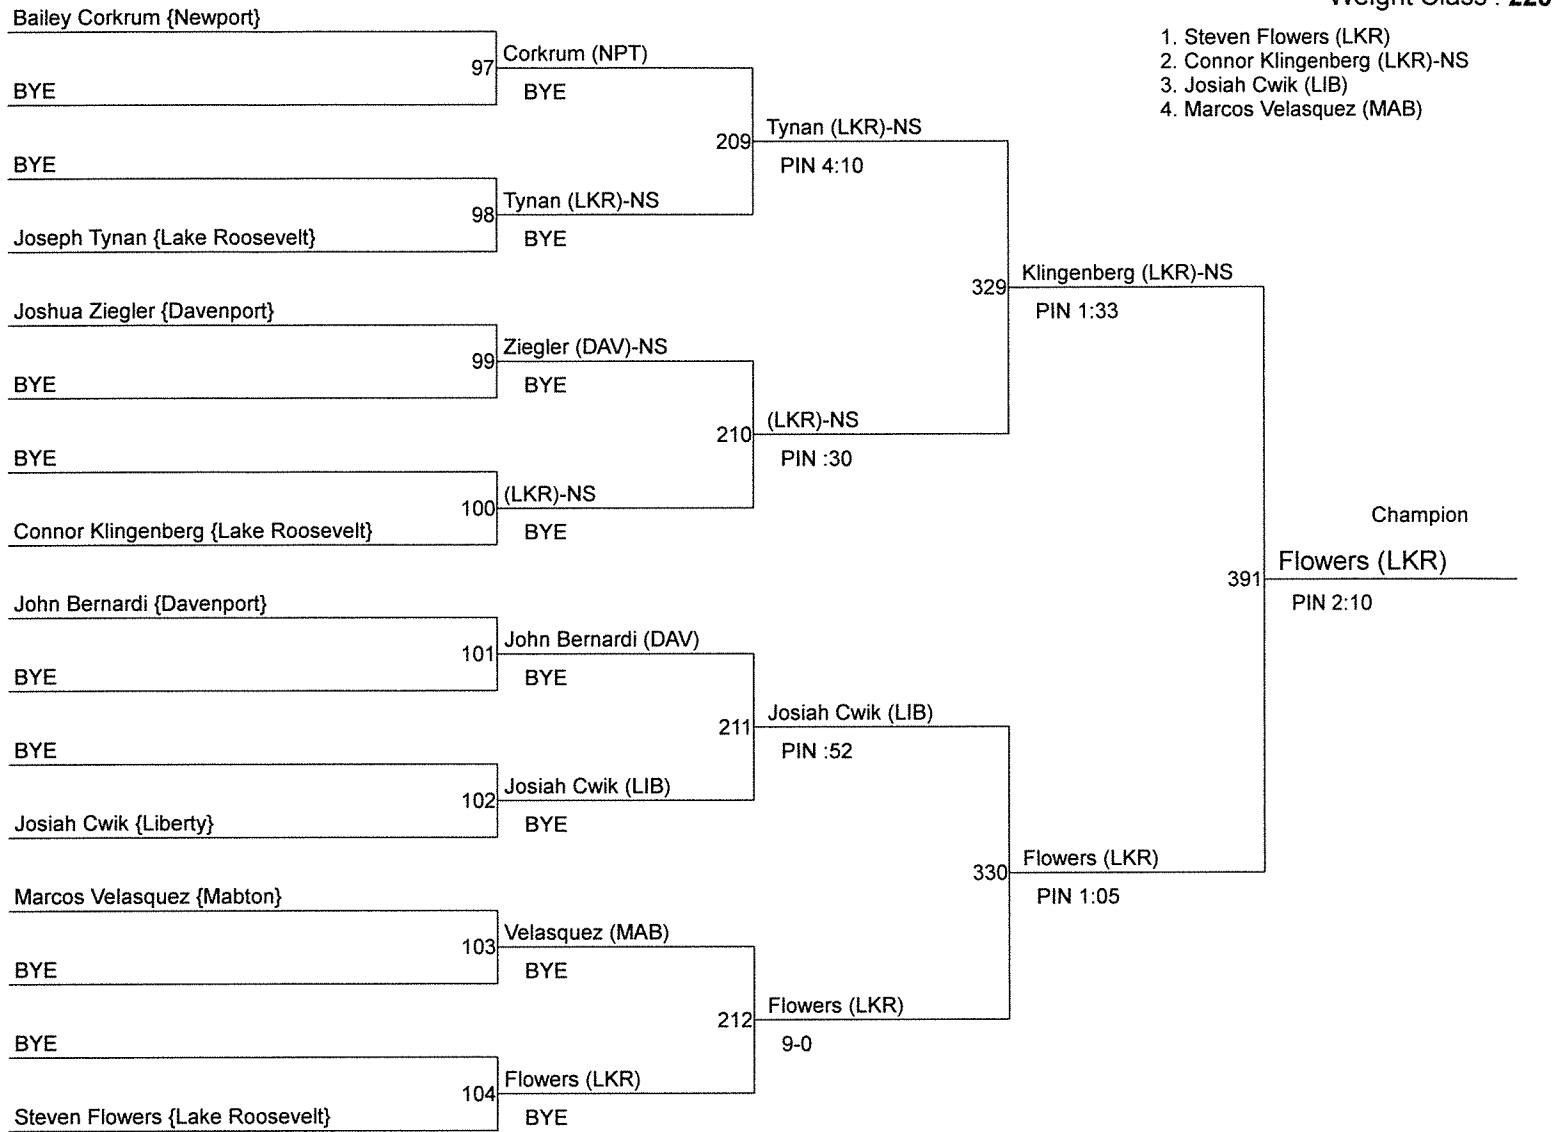 Weight Class :
1. Steven Flowers (LKR)
2. Connor Klingenberg (LKR)-NS
3. Josiah Cwik (LIB)
4. Marcos Velasquez (MAB)
Bailey Corkrum {Newport}
97
Corkrum (NPT)
BYE
BYE
209
Tynan (LKR)-NS
PIN 4:10
BYE
98
Tynan (LKR)-NS
BYE
Joseph Tynan {Lake Roosevelt}
329
Klingenberg (LKR)-NS
PIN 1:33
Joshua Ziegler {Davenport}
99
Ziegler (DAV)-NS
BYE
BYE
210
(LKR)-NS
PIN :30
BYE
100
(LKR)-NS
BYE
Connor Klingenberg {Lake Roosevelt}
Champion
391
Flowers (LKR)
PIN 2:10
John Bernardi {Davenport}
101
John Bernardi (DAV)
BYE
BYE
211
Josiah Cwik (LIB)
PIN :52
BYE
102
Josiah Cwik (LIB)
BYE
Josiah Cwik {Liberty}
330
Flowers (LKR)
PIN 1:05
Marcos Velasquez {Mabton}
103
Velasquez (MAB)
BYE
BYE
212
Flowers (LKR)
9-0
BYE
104
Flowers (LKR)
BYE
Steven Flowers {Lake Roosevelt}